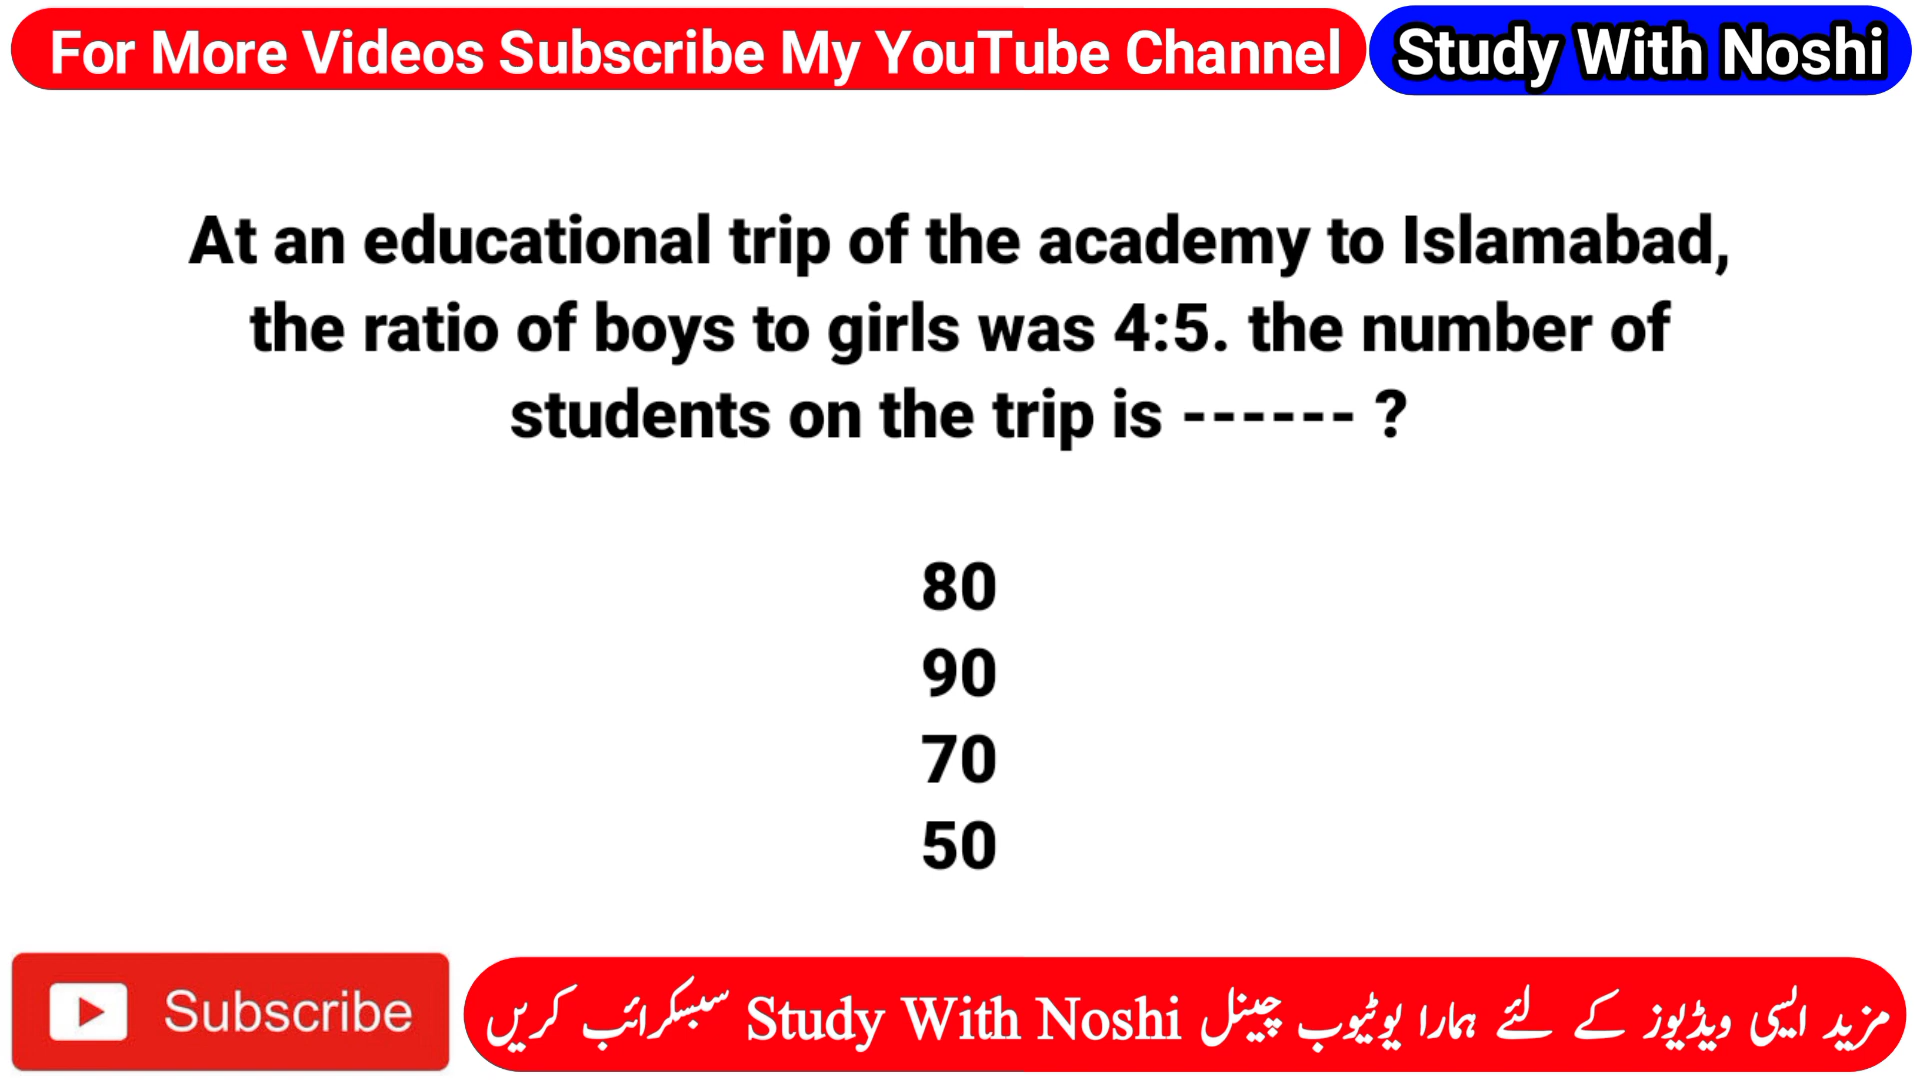 For More Videos Subscribe My YouTube Channel
Study With Noshi
At an educational trip of the academy to Islamabad,
the ratio of boys to girls was 4:5. the number of
students on the trip is ------ ?
80
90
70
50
Subscribe
مزید ایسی ویڈیوز کے لئے ہمارا یوٹیوب چینل Study With Noshi سبسکرائب کریں